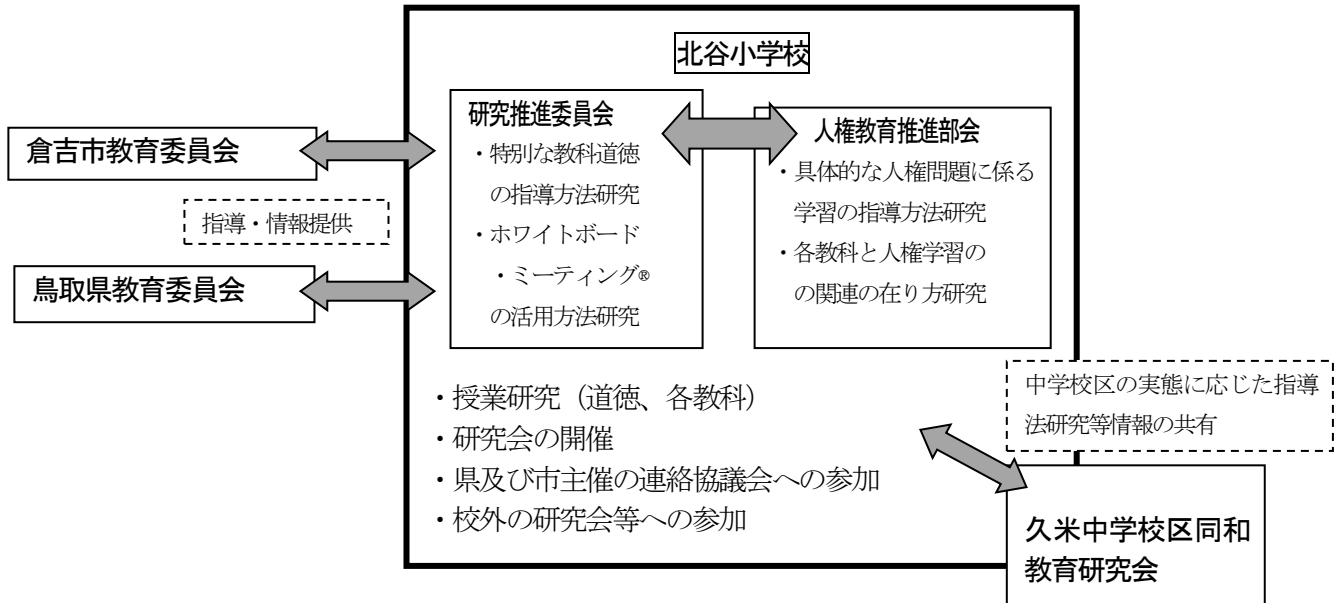 北谷小学校
研究推進委員会
・特別な教科道徳
の指導方法研究
・ホワイトボード
・ミーティング®
の活用方法研究
人権教育推進部会
・具体的な人権問題に係る
学習の指導方法研究
・各教科と人権学習の
の関連の在り方研究
倉吉市教育委員会
指導・情報提供
鳥取県教育委員会
・授業研究（道徳、各教科）
・研究会の開催
・県及び市主催の連絡協議会への参加
・校外の研究会等への参加
中学校区の実態に応じた指導
法研究等情報の共有
久米中学校区同和
教育研究会